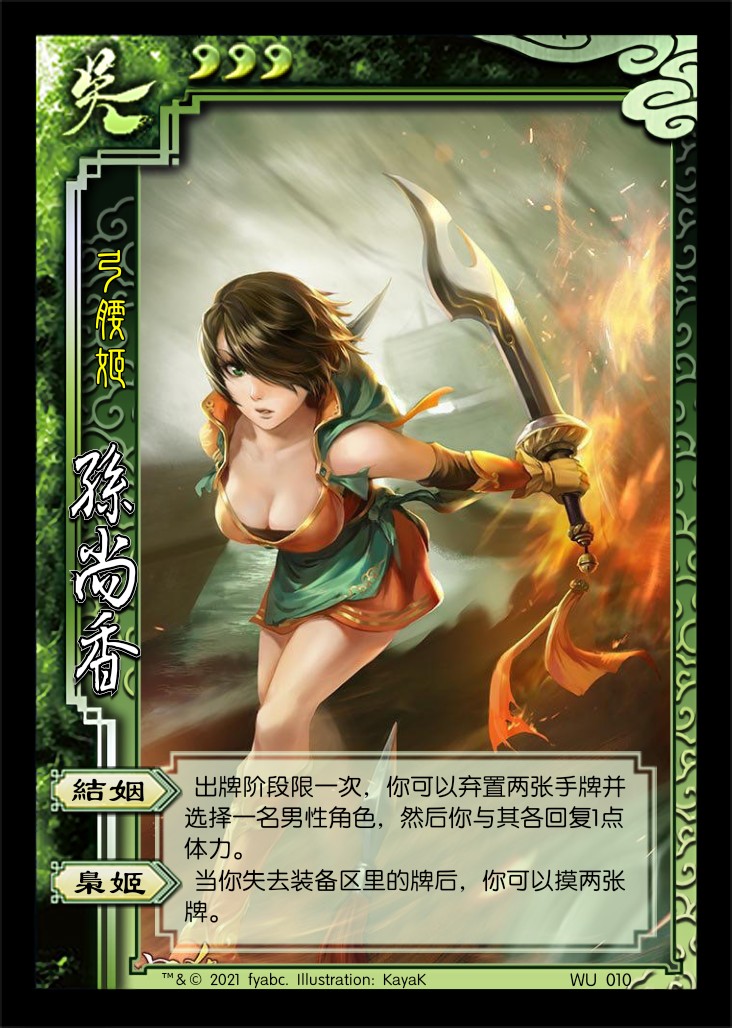 吴
弓腰姬
孫尚香
結姻
出牌阶段限一次，你可以弃置两张手牌并
选择一名男性角色，然后你与其各回复1点
体力。
梟姬
当你失去装备区里的牌后，你可以摸两张
牌。
™&© 2021 fyabc. Illustration: KayaK
WU 010